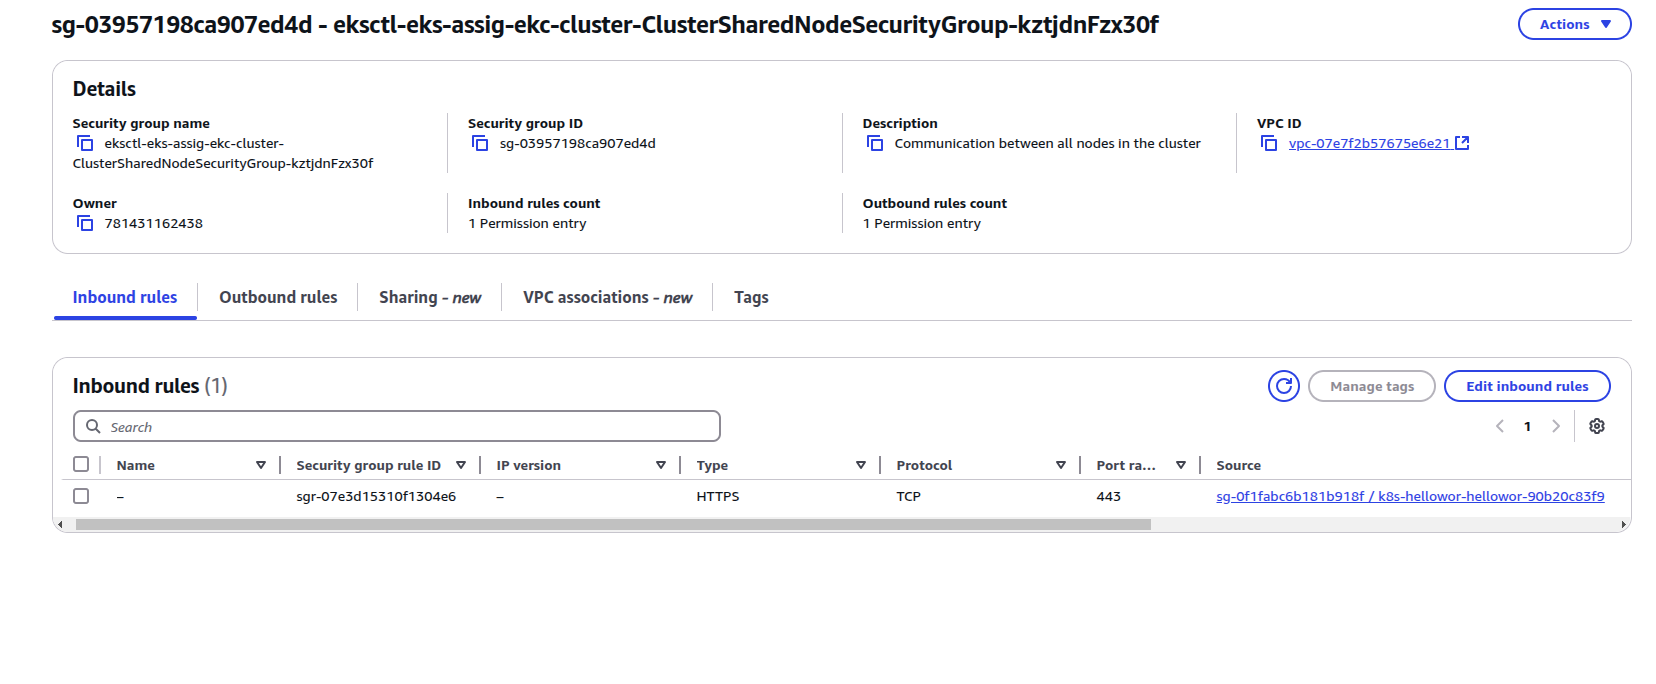 sg-03957198ca907ed4d - eksctl-eks-assig-ekc-cluster-ClusterSharedNodeSecurityGroup-kztjdnFzx30f
Actions
Details
Security group name
eksctl-eks-assig-ekc-cluster-
ClusterSharedNodeSecurityGroup-kztjdnFzx30f
Security group ID
sg-03957198ca907ed4d
Description
Communication between all nodes in the cluster
VPC ID
vpc-07e7f2b57675e6e21
Owner
781431162438
Inbound rules count
1 Permission entry
Outbound rules count
1 Permission entry
Inbound rules
Outbound rules
Sharing - new
VPC associations - new
Tags
Inbound rules (1)
Manage tags
Edit inbound rules
Search
1
Name
Security group rule ID
IP version
Type
Protocol
Port ra...
Source
–
sgr-07e3d15310f1304e6
–
HTTPS
TCP
443
sg-0f1fabc6b181b918f / k8s-hellowor-hellowor-90b20c83f9